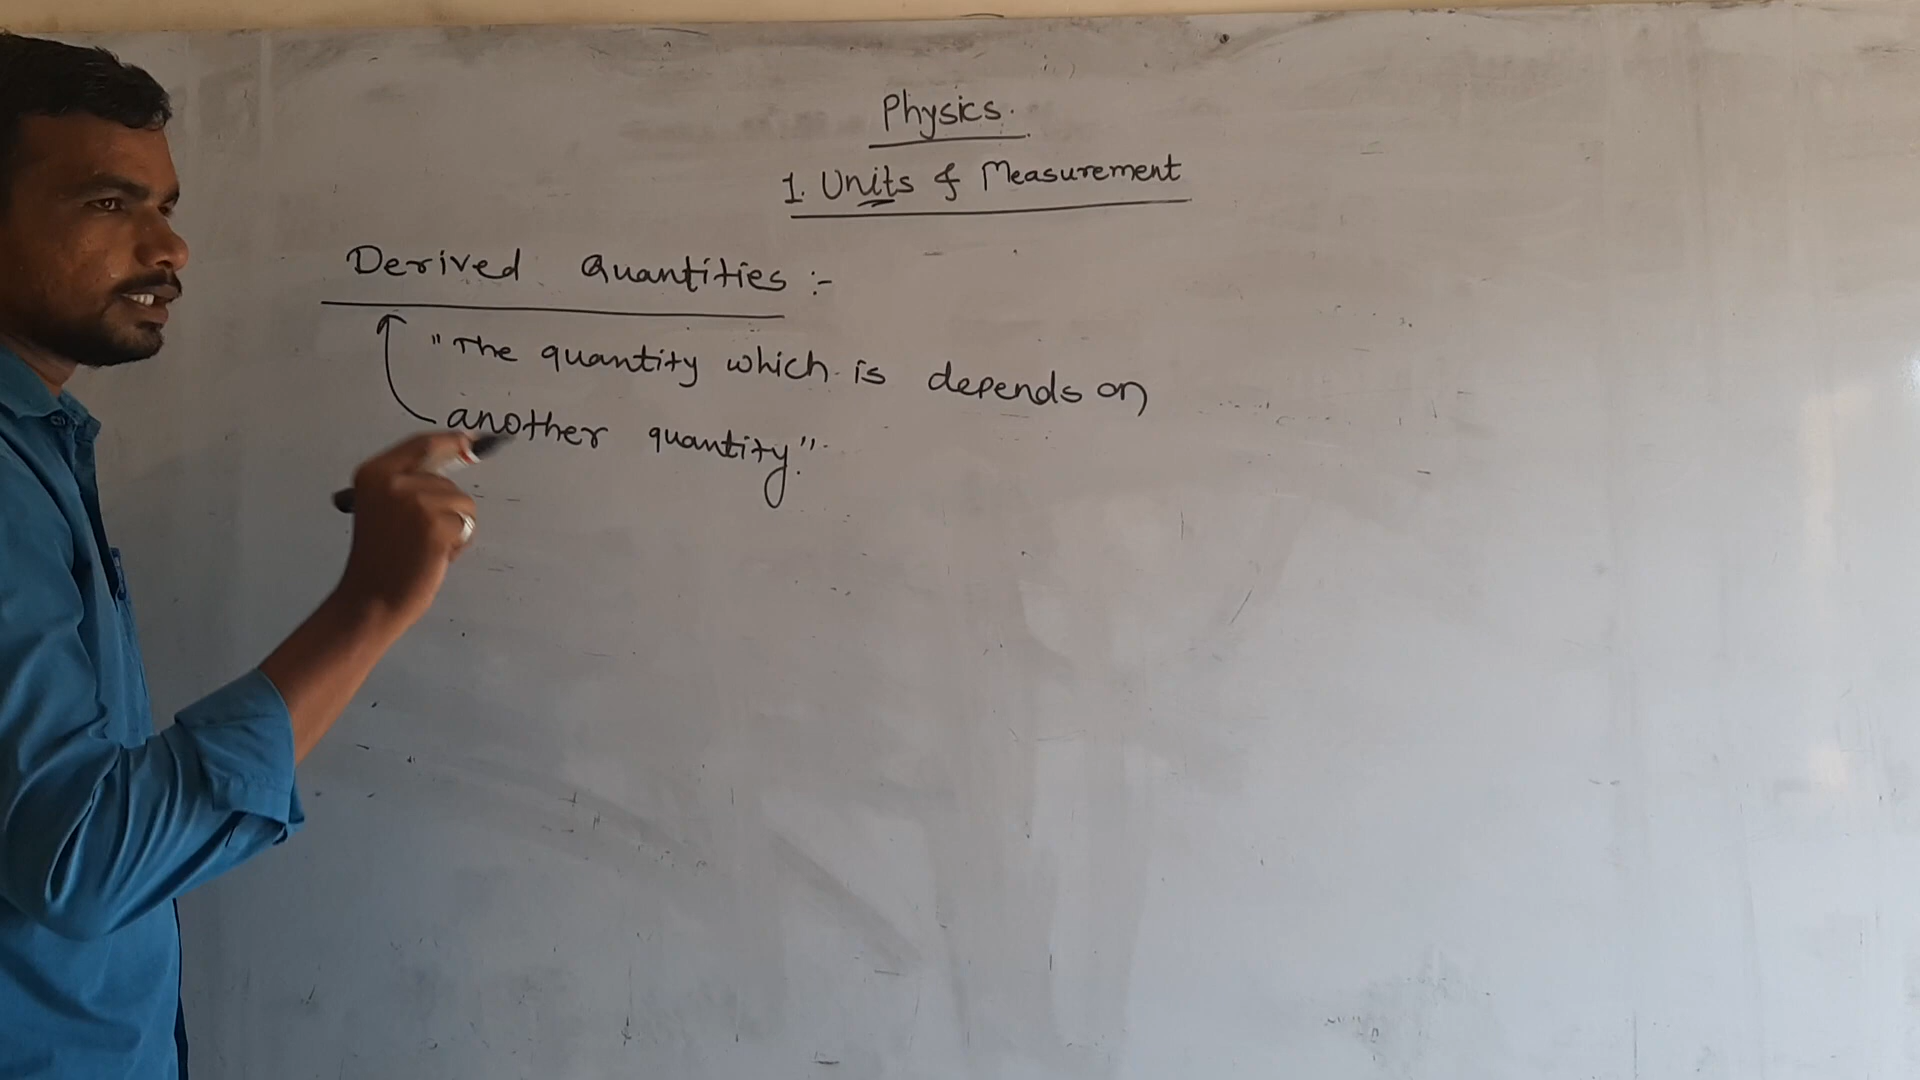 Physics.
1. Units & Measurement
Derived Quantities :-
"The quantity which is depends on
another quantity."